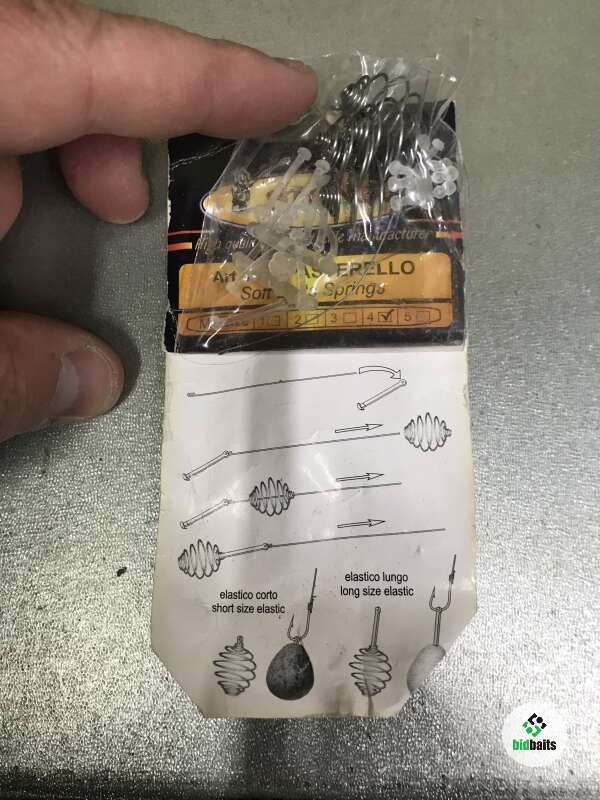 manufacturer
Art
ERELLO
Soft Springs
1 2 3 4 5
elastico corto
short size elastic
elastico lungo
long size elastic
bidbaits